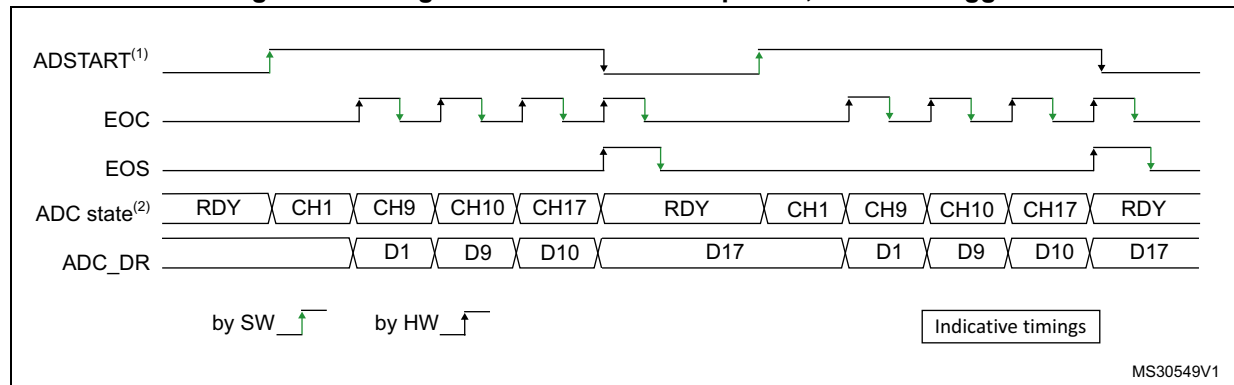 ADSTART(1)
EOC
EOS
ADC state(2) RDY CH1 CH9 CH10 CH17 RDY CH1 CH9 CH10 CH17 RDY
ADC_DR D1 D9 D10 D17 D1 D9 D10 D17
by SW by HW Indicative timings
MS30549V1